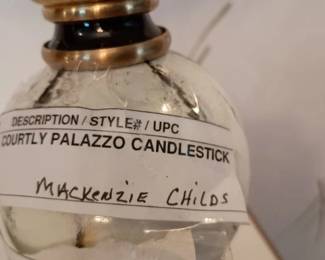 DESCRIPTION / STYLE# / UPC
COURTLY PALAZZO CANDLESTICK
MACKENZIE CHILDS